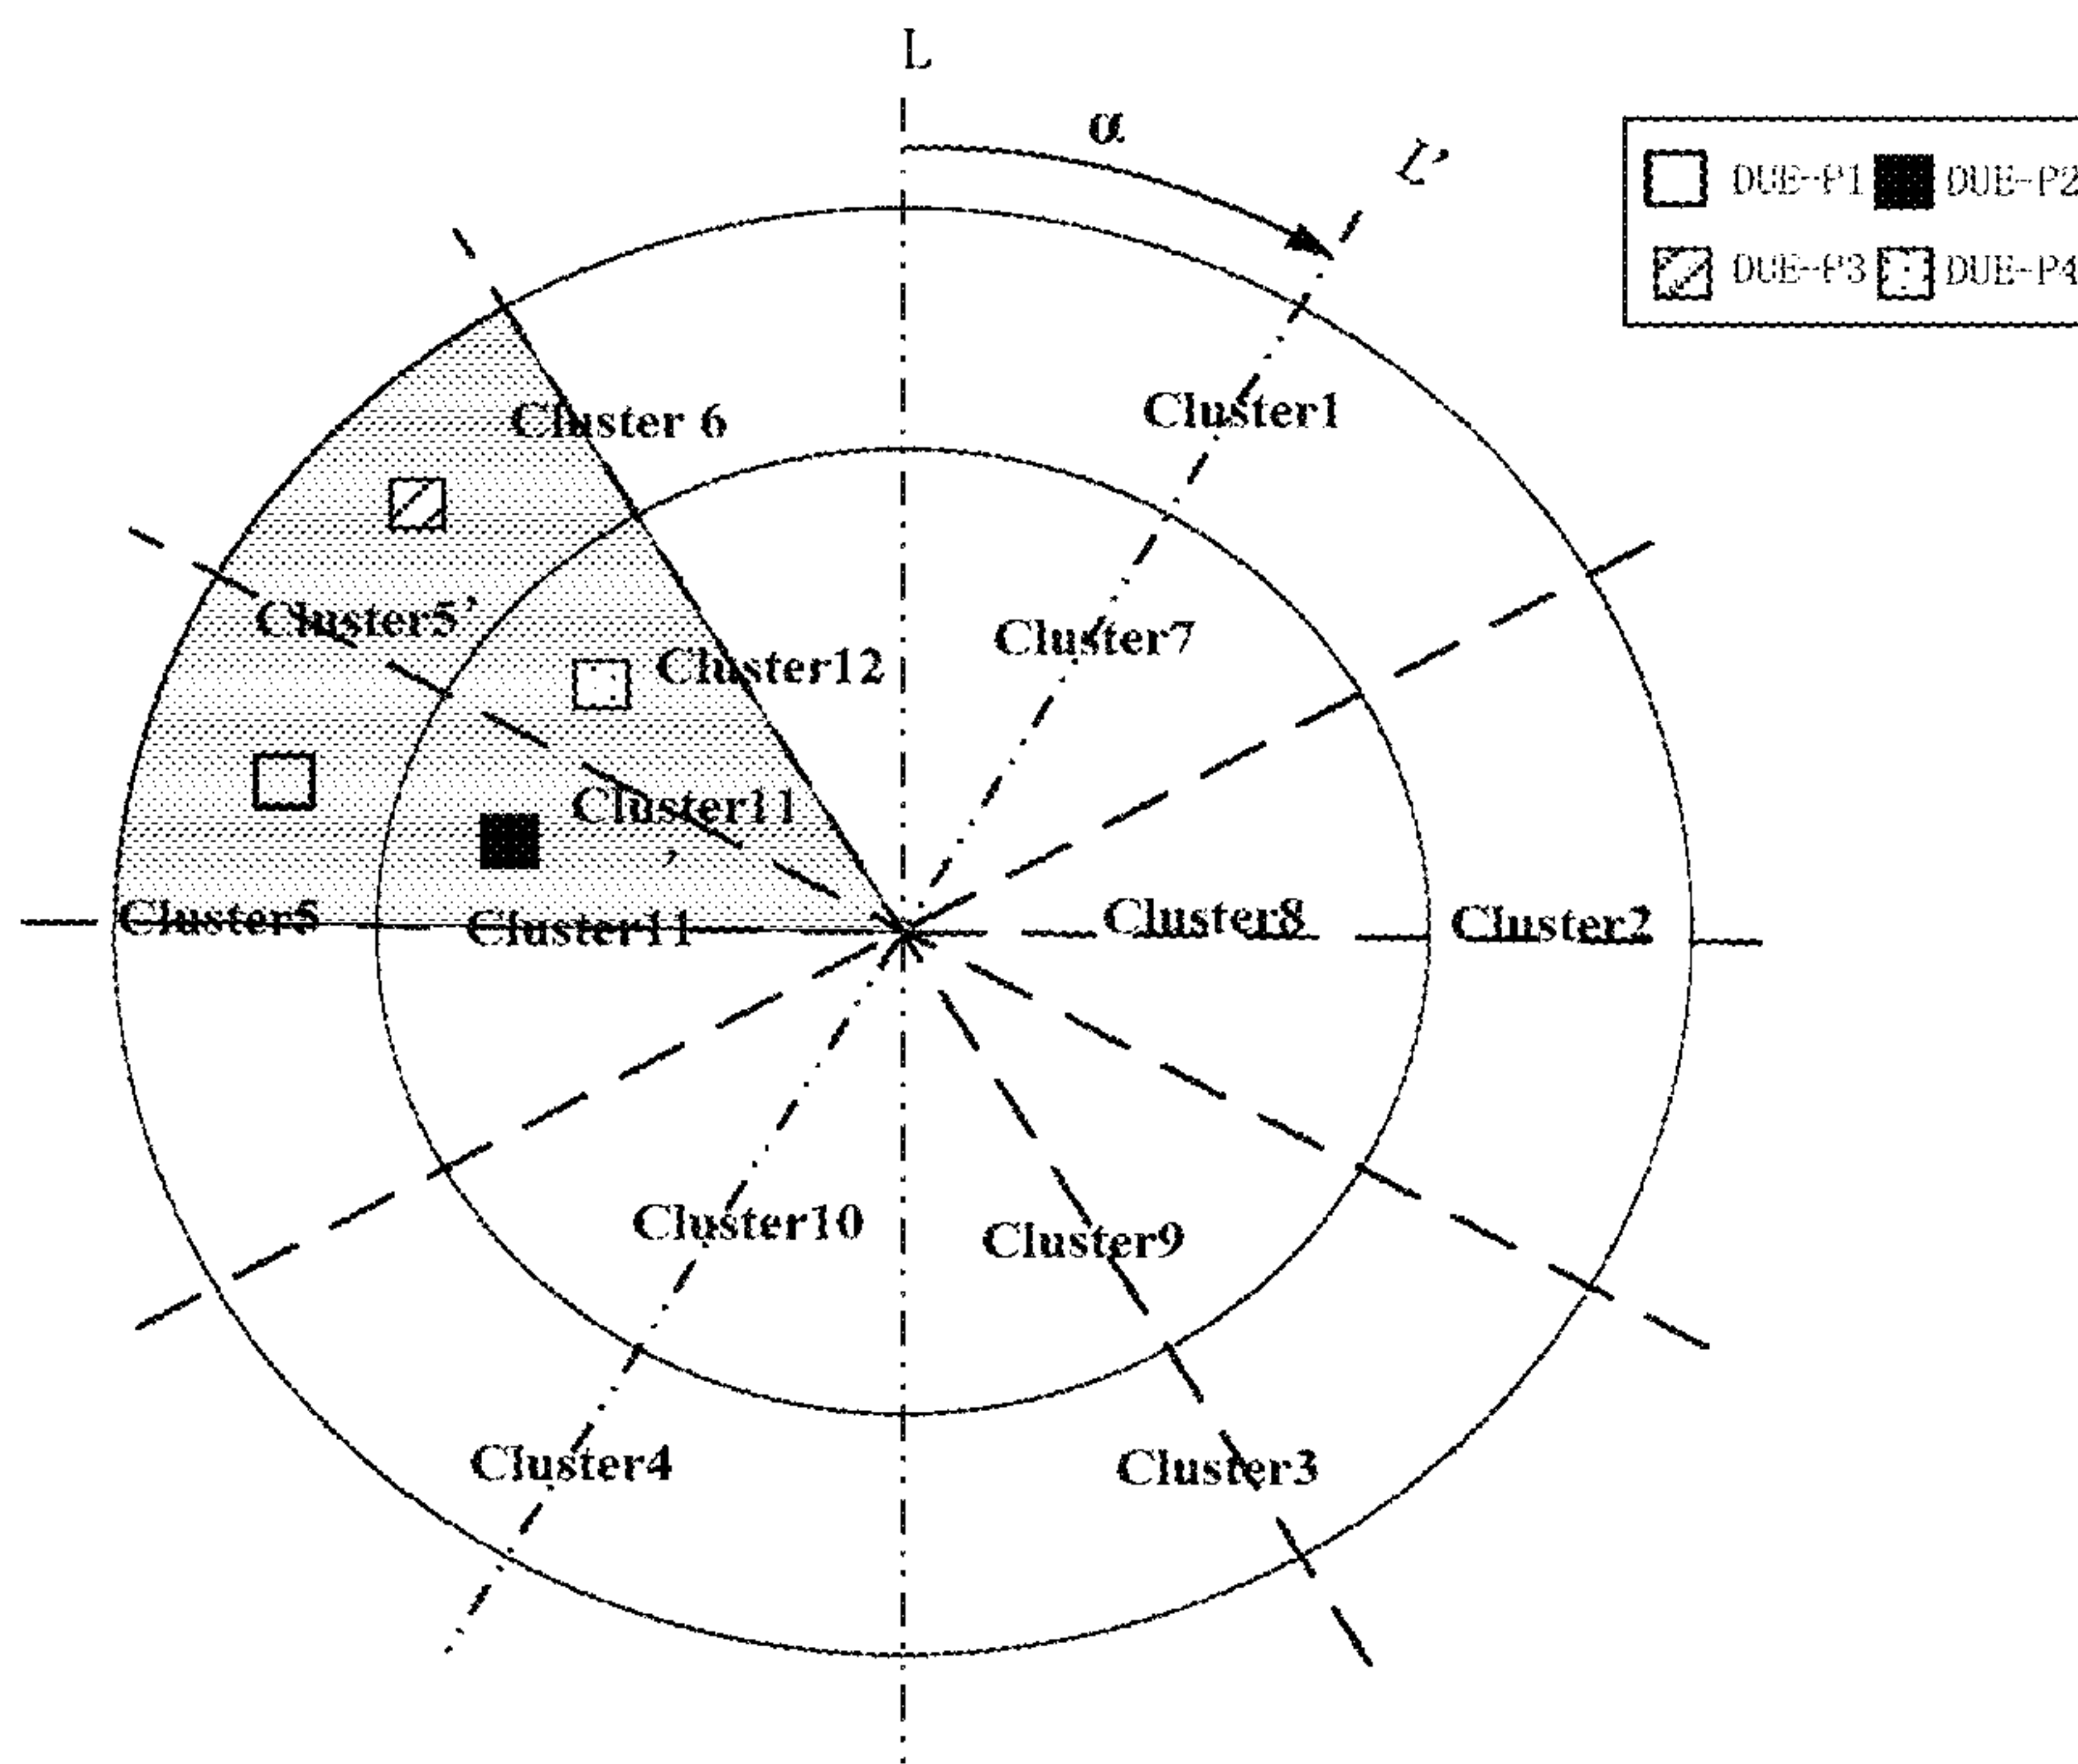 L
α
L'
DUE-P1 DUE-P2
DUE-P3 DUE-P4
Cluster 6
Cluster1
Cluster5'
Cluster12
Cluster7
Cluster11
'
Cluster5
Cluster11
Cluster8
Cluster2
Cluster10
Cluster9
Cluster4
Cluster3